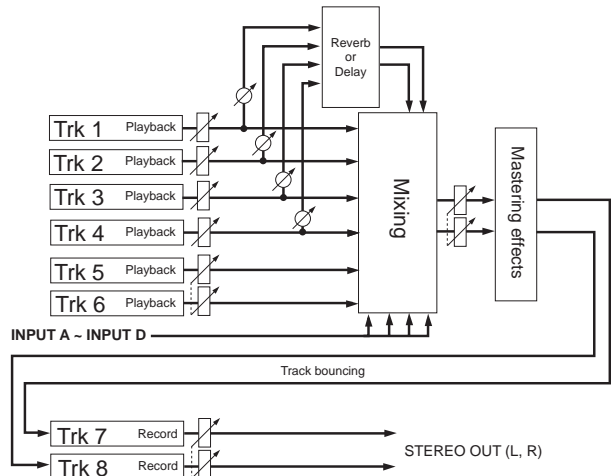 Reverb
or
Delay
Trk 1 Playback
Trk 2 Playback
Trk 3 Playback
Trk 4 Playback
Trk 5 Playback
Trk 6 Playback
Mixing
Mastering effects
INPUT A ~ INPUT D
Track bouncing
Trk 7 Record
Trk 8 Record
STEREO OUT (L, R)